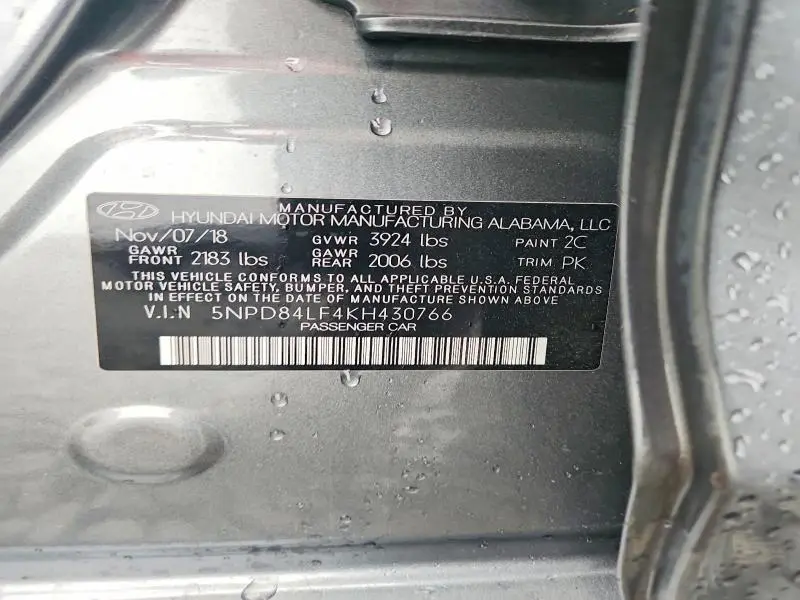 MANUFACTURED BY
HYUNDAI MOTOR MANUFACTURING ALABAMA, LLC
Nov/07/18 GVWR 3924 lbs PAINT 2C
GAWR FRONT 2183 lbs GAWR REAR 2006 lbs TRIM PK
THIS VEHICLE CONFORMS TO ALL APPLICABLE U.S.A. FEDERAL
MOTOR VEHICLE SAFETY, BUMPER, AND THEFT PREVENTION STANDARDS
IN EFFECT ON THE DATE OF MANUFACTURE SHOWN ABOVE
V.I.N 5NPD84LF4KH430766
PASSENGER CAR